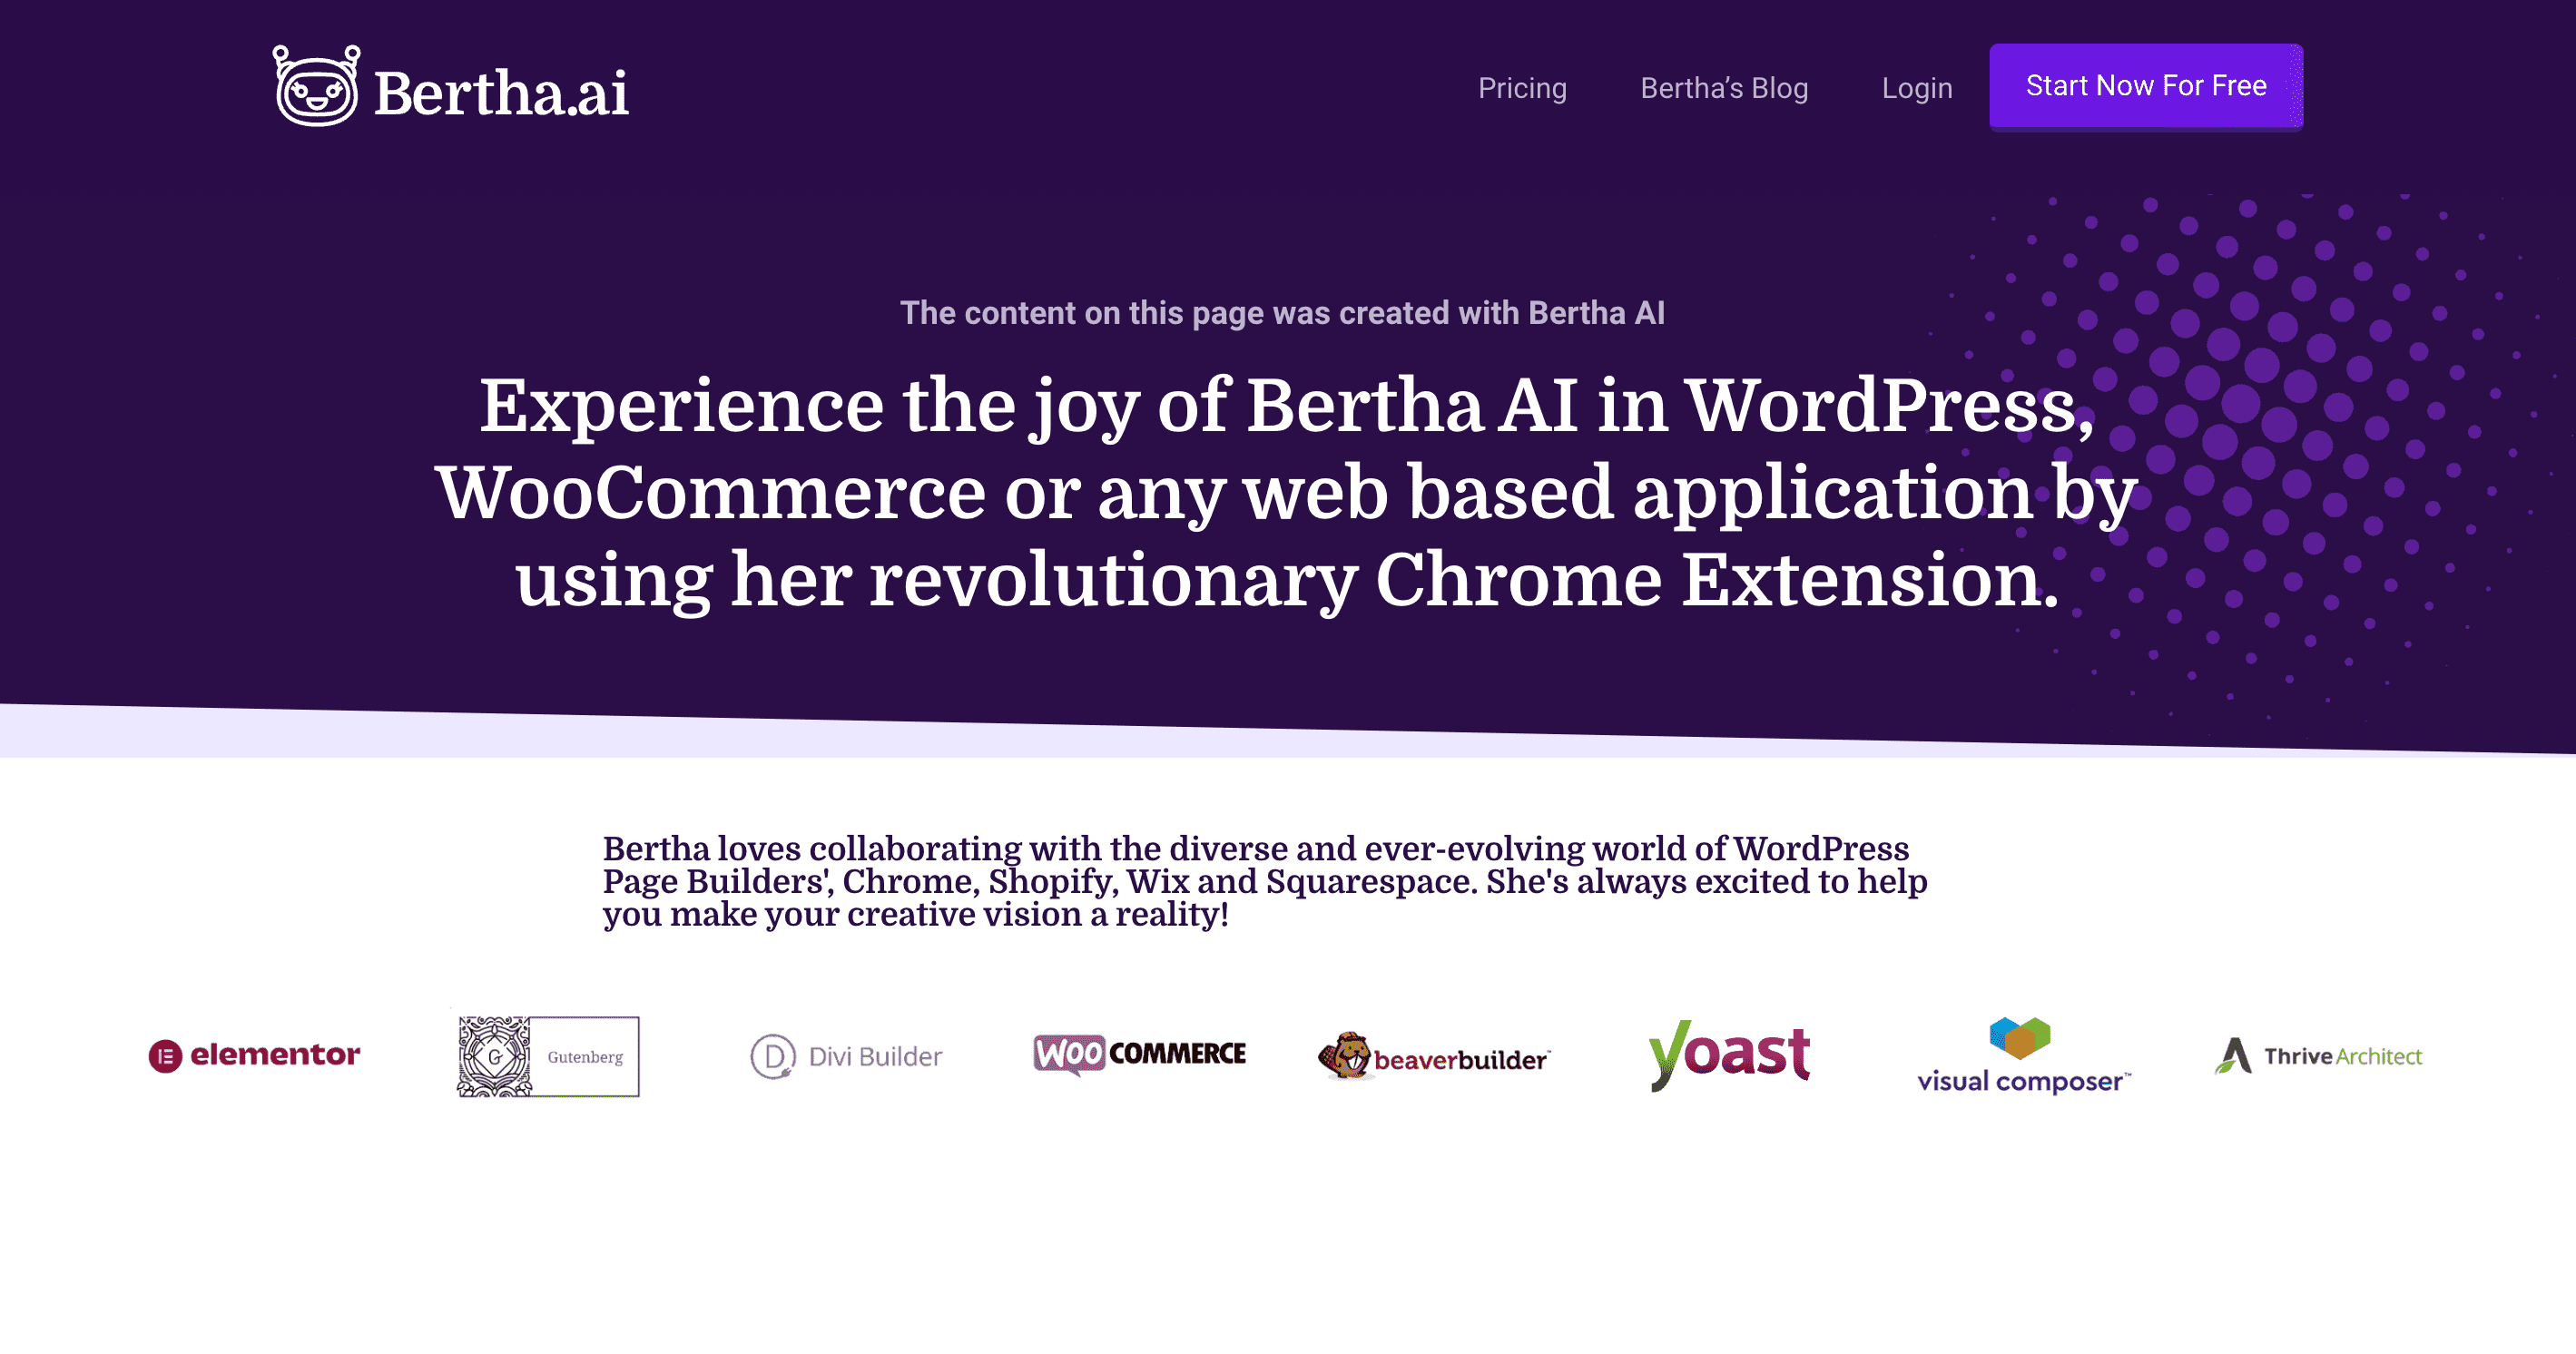 Bertha.ai
Pricing
Bertha’s Blog
Login
Start Now For Free
The content on this page was created with Bertha AI
Experience the joy of Bertha AI in WordPress,
WooCommerce or any web based application by
using her revolutionary Chrome Extension.
Bertha loves collaborating with the diverse and ever-evolving world of WordPress
Page Builders', Chrome, Shopify, Wix and Squarespace. She's always excited to help
you make your creative vision a reality!
elementor
G Gutenberg
D Divi Builder
WOO COMMERCE
beaverbuilder™
yoast
visual composer™
Thrive Architect